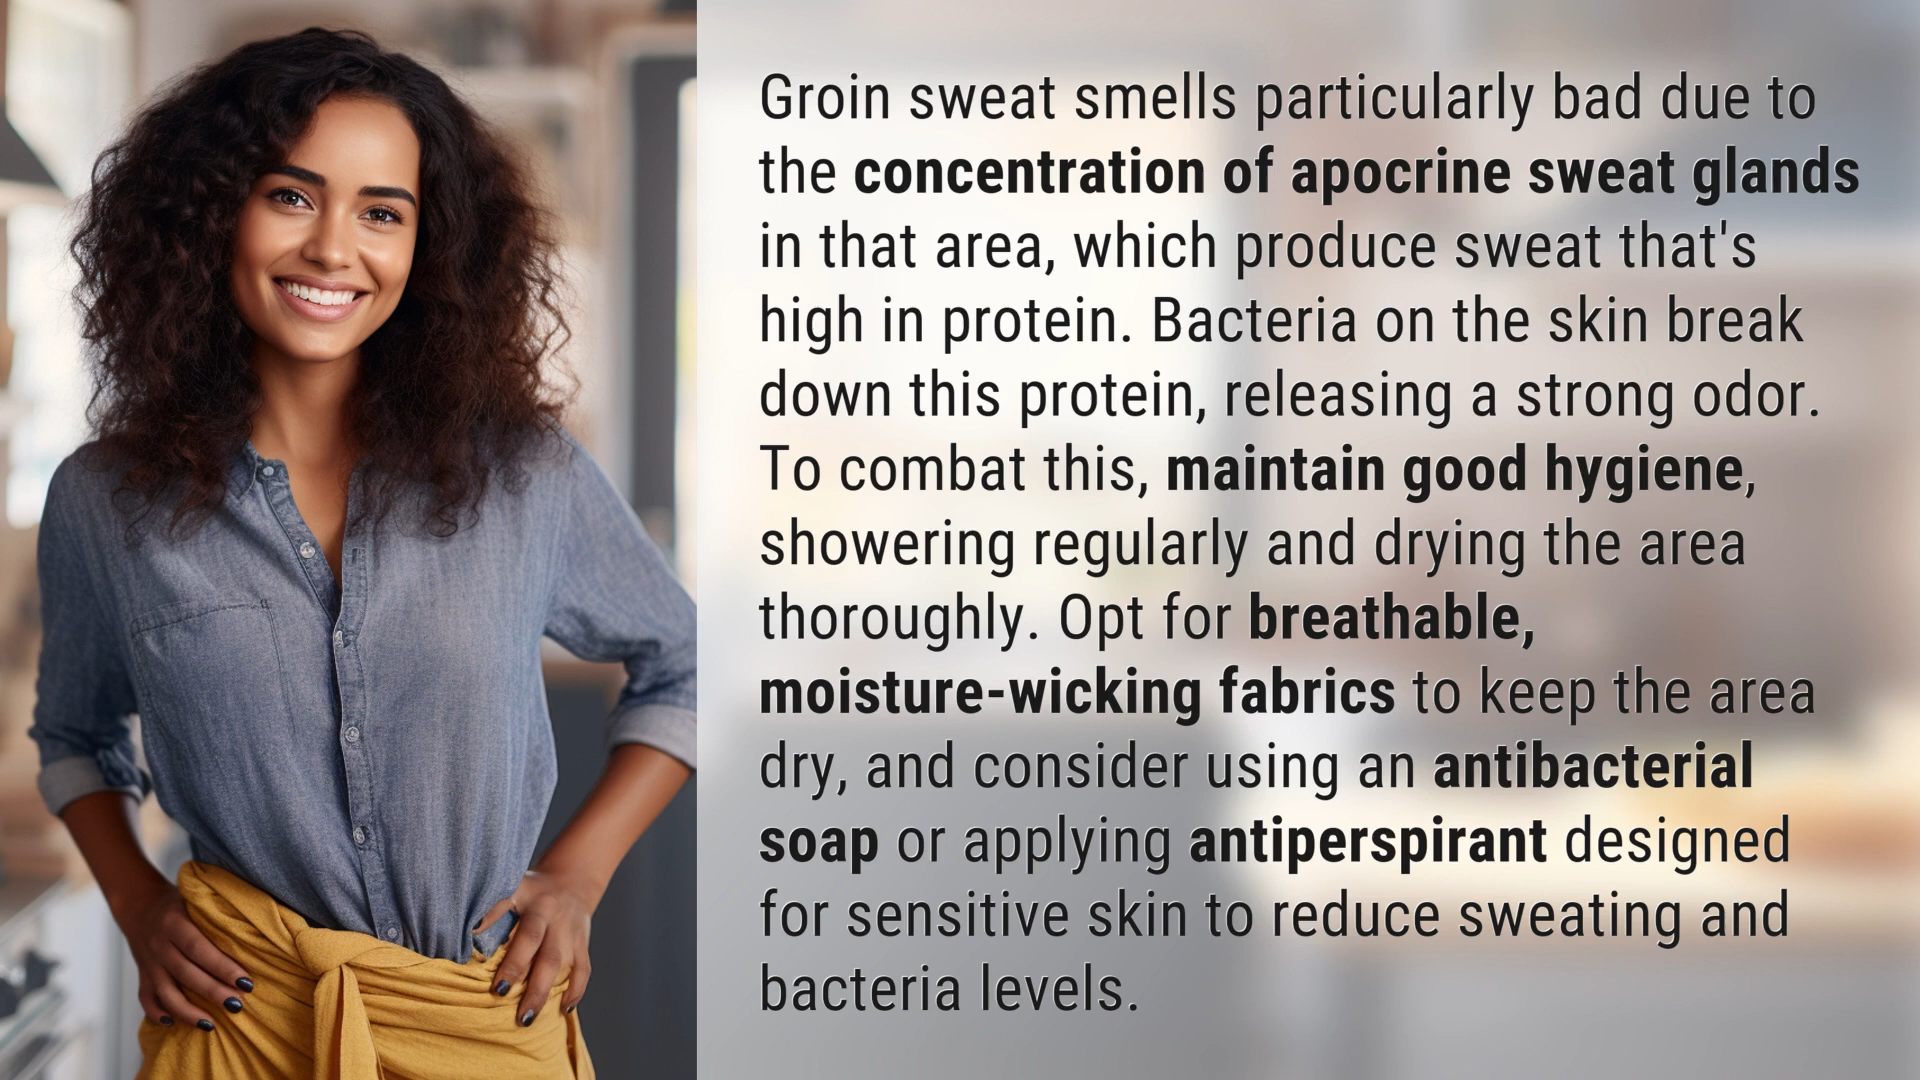 Groin sweat smells particularly bad due to
the concentration of apocrine sweat glands
in that area, which produce sweat that's
high in protein. Bacteria on the skin break
down this protein, releasing a strong odor.
To combat this, maintain good hygiene,
showering regularly and drying the area
thoroughly. Opt for breathable,
moisture-wicking fabrics to keep the area
dry, and consider using an antibacterial
soap or applying antiperspirant designed
for sensitive skin to reduce sweating and
bacteria levels.